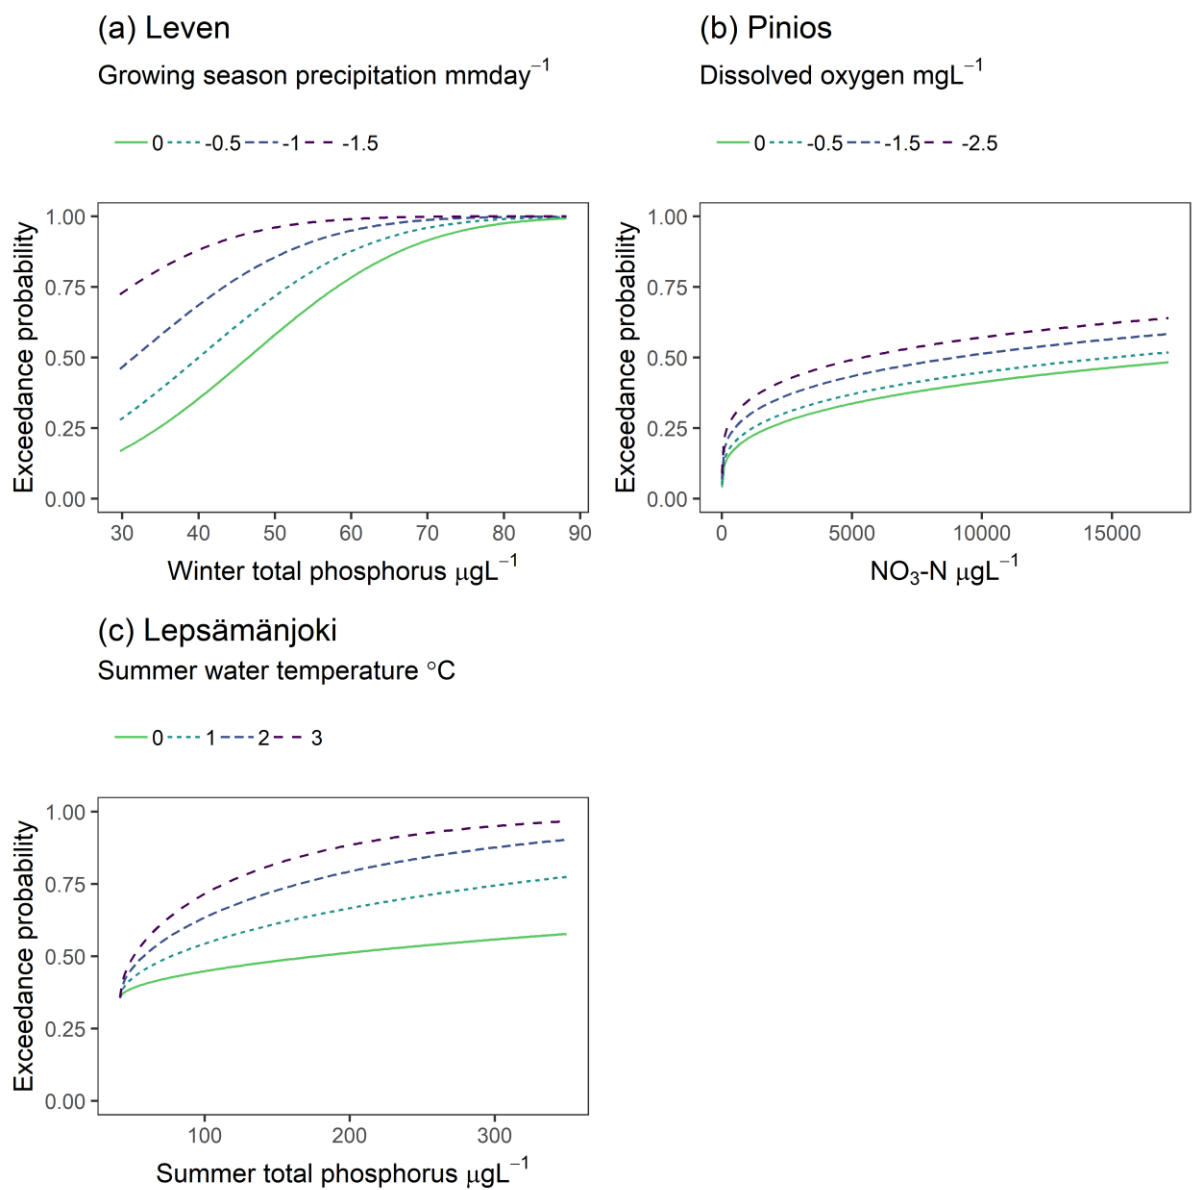 (a) Leven
Growing season precipitation mmday⁻¹
0 -0.5 -1 -1.5
Exceedance probability
1.00
0.75
0.50
0.25
0.00
30 40 50 60 70 80 90
Winter total phosphorus µgL⁻¹
(b) Pinios
Dissolved oxygen mgL⁻¹
0 -0.5 -1.5 -2.5
Exceedance probability
1.00
0.75
0.50
0.25
0.00
0 5000 10000 15000
NO₃-N µgL⁻¹
(c) Lepsämänjoki
Summer water temperature °C
0 1 2 3
Exceedance probability
1.00
0.75
0.50
0.25
0.00
100 200 300
Summer total phosphorus µgL⁻¹